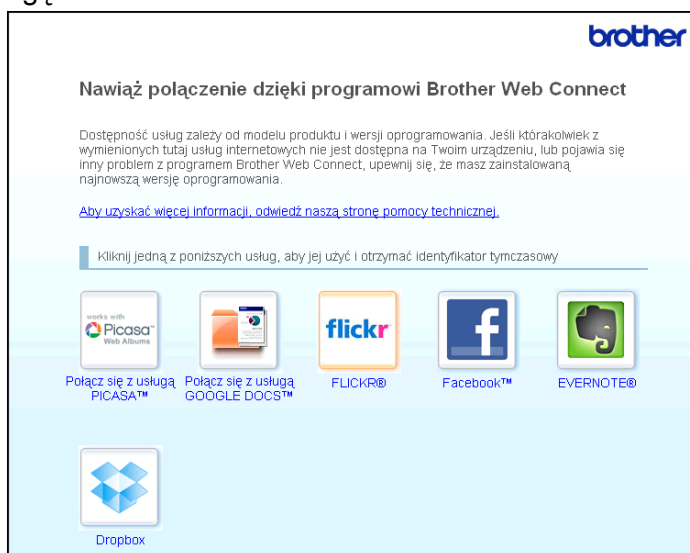 brother
Nawiąż połączenie dzięki programowi Brother Web Connect
Dostępność usług zależy od modelu produktu i wersji oprogramowania. Jeśli którakolwiek z
wymienionych tutaj usług internetowych nie jest dostępna na Twoim urządzeniu, lub pojawia się
inny problem z programem Brother Web Connect, upewnij się, że masz zainstalowaną
najnowszą wersję oprogramowania.
Aby uzyskać więcej informacji, odwiedź naszą stronę pomocy technicznej.
Kliknij jedną z poniższych usług, aby jej użyć i otrzymać identyfikator tymczasowy
works with
Picasa™
Web Albums
flickr
f
Połącz się z usługą
PICASA™
Połącz się z usługą
GOOGLE DOCS™
FLICKR®
Facebook™
EVERNOTE®
Dropbox